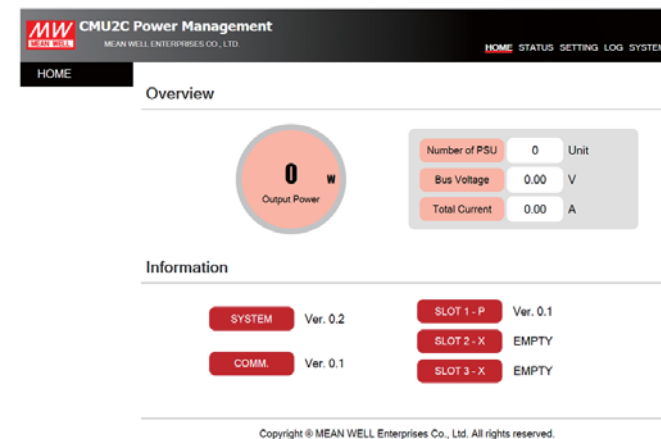 MW CMU2C Power Management
MEAN WELL MEAN WELL ENTERPRISES CO., LTD.
HOME STATUS SETTING LOG SYSTEM
HOME
Overview
0 W
Output Power
Number of PSU 0 Unit
Bus Voltage 0.00 V
Total Current 0.00 A
Information
SYSTEM Ver. 0.2
COMM. Ver. 0.1
SLOT 1 - P Ver. 0.1
SLOT 2 - X EMPTY
SLOT 3 - X EMPTY
Copyright ® MEAN WELL Enterprises Co., Ltd. All rights reserved.